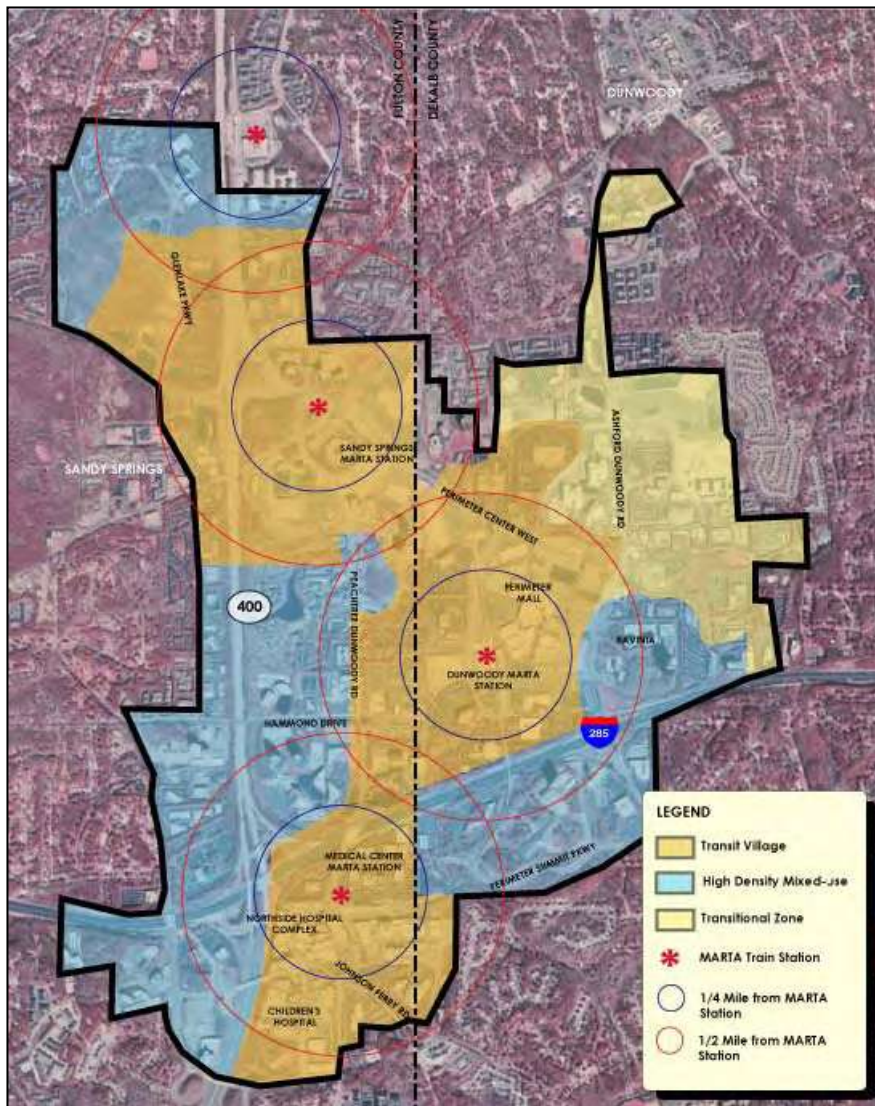 FULTON COUNTY
DEKALB COUNTY
DUNWOODY
GLENLAKE PKWY
SANDY SPRINGS
MARTA STATION
SANDY SPRINGS
ASHFORD DUNWOODY RD
PERIMETER CENTER WEST
400
PEACHTREE DUNWOODY RD
PERIMETER
MALL
RAVINIA
DUNWOODY MARTA
STATION
HAMMOND DRIVE
285
MEDICAL CENTER
MARTA STATION
PERIMETER SUMMIT PKWY
NORTHSIDE HOSPITAL
COMPLEX
JOHNSON FERRY RD
CHILDREN'S
HOSPITAL
LEGEND
Transit Village
High Density Mixed-use
Transitional Zone
MARTA Train Station
1/4 Mile from MARTA
Station
1/2 Mile from MARTA
Station